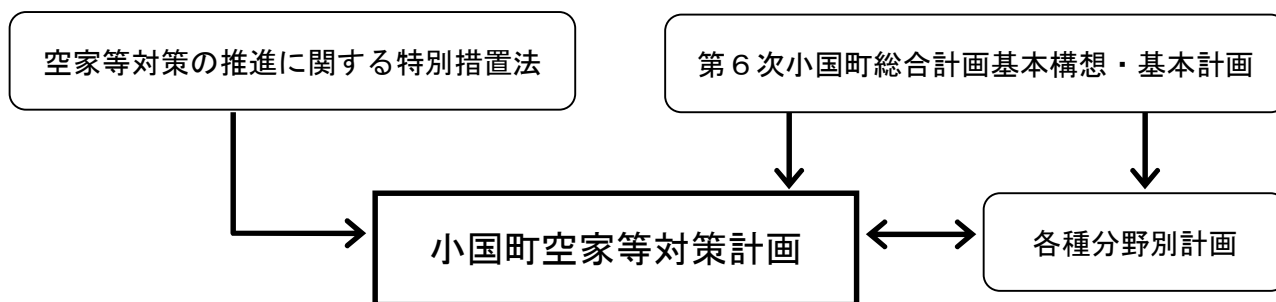 空家等対策の推進に関する特別措置法
第６次小国町総合計画基本構想・基本計画
小国町空家等対策計画
各種分野別計画